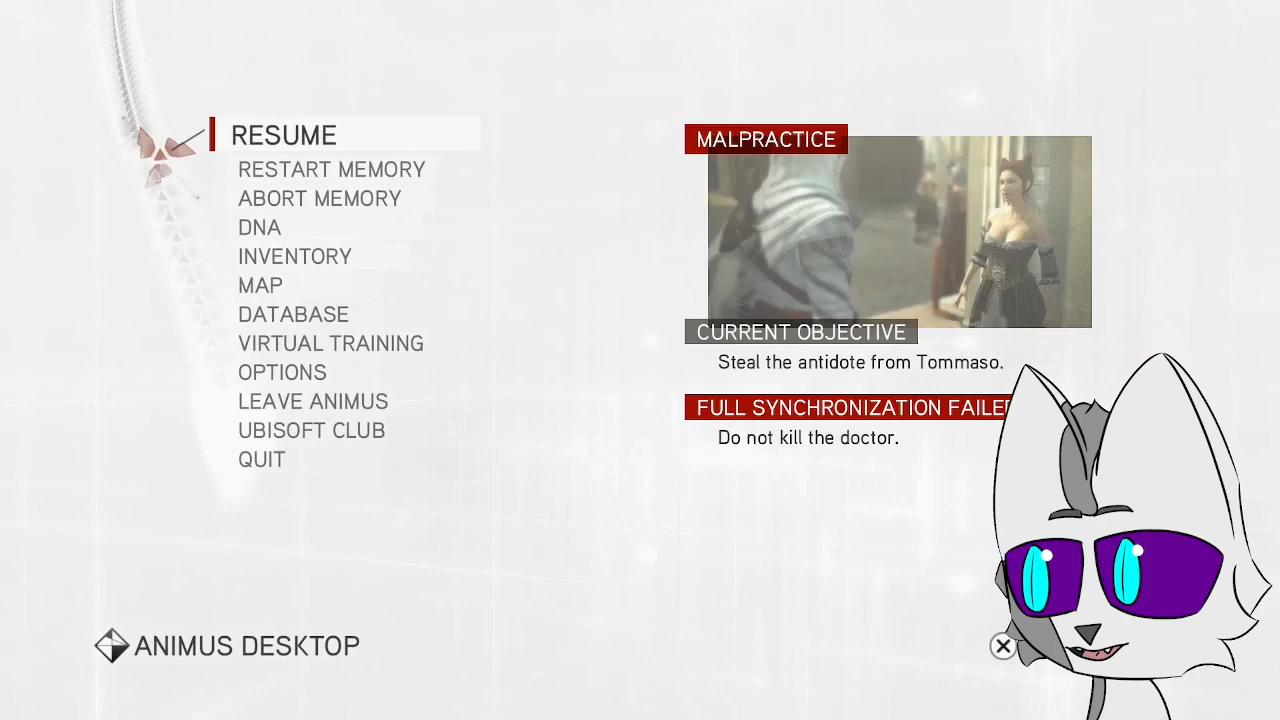 RESUME
RESTART MEMORY
ABORT MEMORY
DNA
INVENTORY
MAP
DATABASE
VIRTUAL TRAINING
OPTIONS
LEAVE ANIMUS
UBISOFT CLUB
QUIT
ANIMUS DESKTOP
MALPRACTICE
CURRENT OBJECTIVE
Steal the antidote from Tommaso.
FULL SYNCHRONIZATION FAILE
Do not kill the doctor.